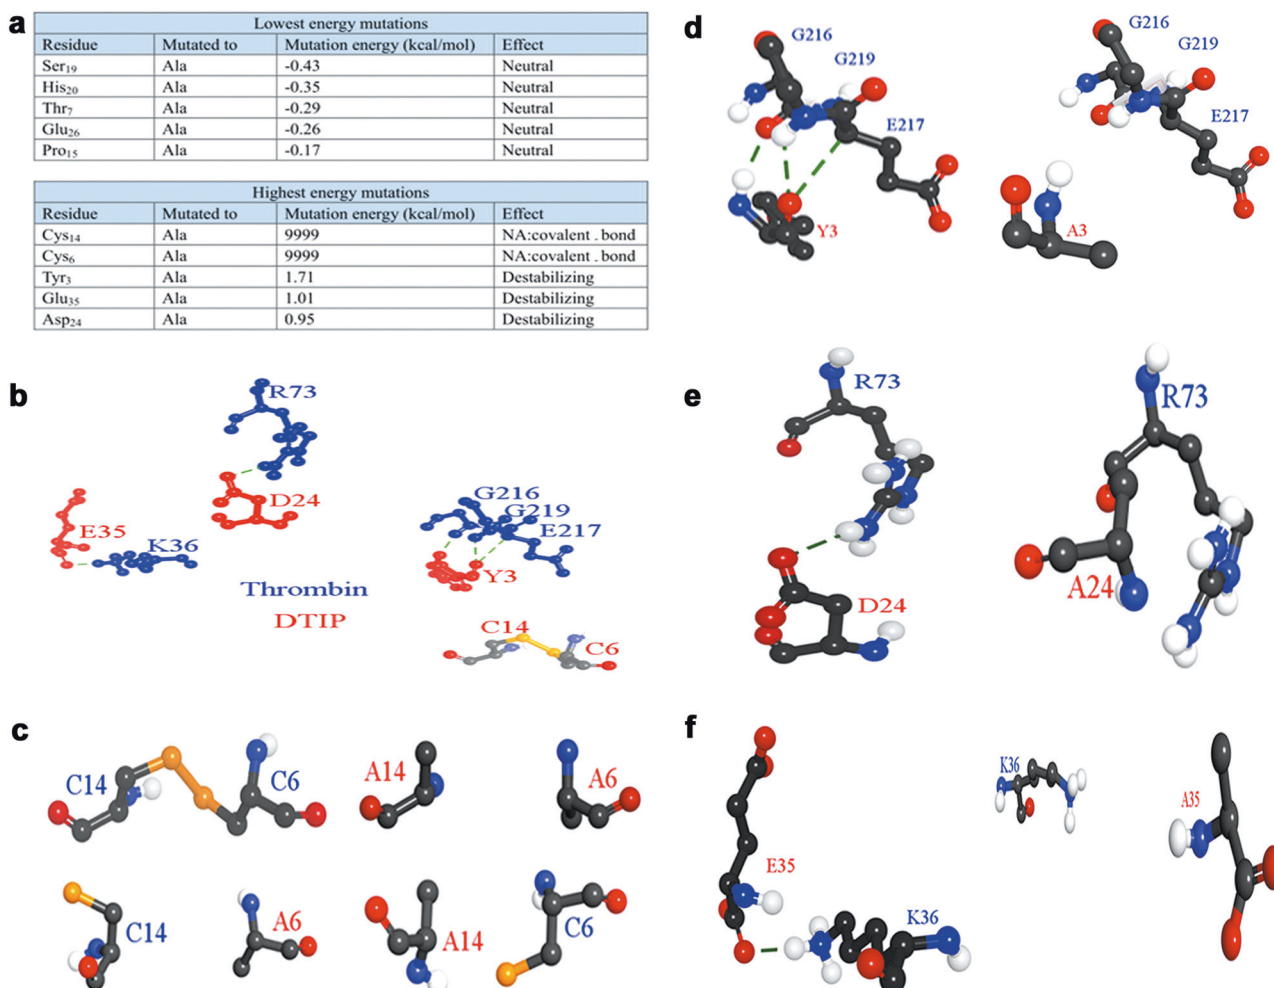 a
Lowest energy mutations
Residue Mutated to Mutation energy (kcal/mol) Effect
Ser19 Ala -0.43 Neutral
His20 Ala -0.35 Neutral
Thr7 Ala -0.29 Neutral
Glu26 Ala -0.26 Neutral
Pro15 Ala -0.17 Neutral
Highest energy mutations
Residue Mutated to Mutation energy (kcal/mol) Effect
Cys14 Ala 9999 NA:covalent . bond
Cys6 Ala 9999 NA:covalent . bond
Tyr3 Ala 1.71 Destabilizing
Glu35 Ala 1.01 Destabilizing
Asp24 Ala 0.95 Destabilizing
b
R73
D24
E35
K36
G216
G219
E217
Y3
Thrombin
DTIP
C14
C6
c
C14
C6
A14
A6
C14
A6
A14
C6
d
G216
G219
E217
Y3
G216
G219
E217
A3
e
R73
D24
R73
A24
f
E35
K36
K36
A35